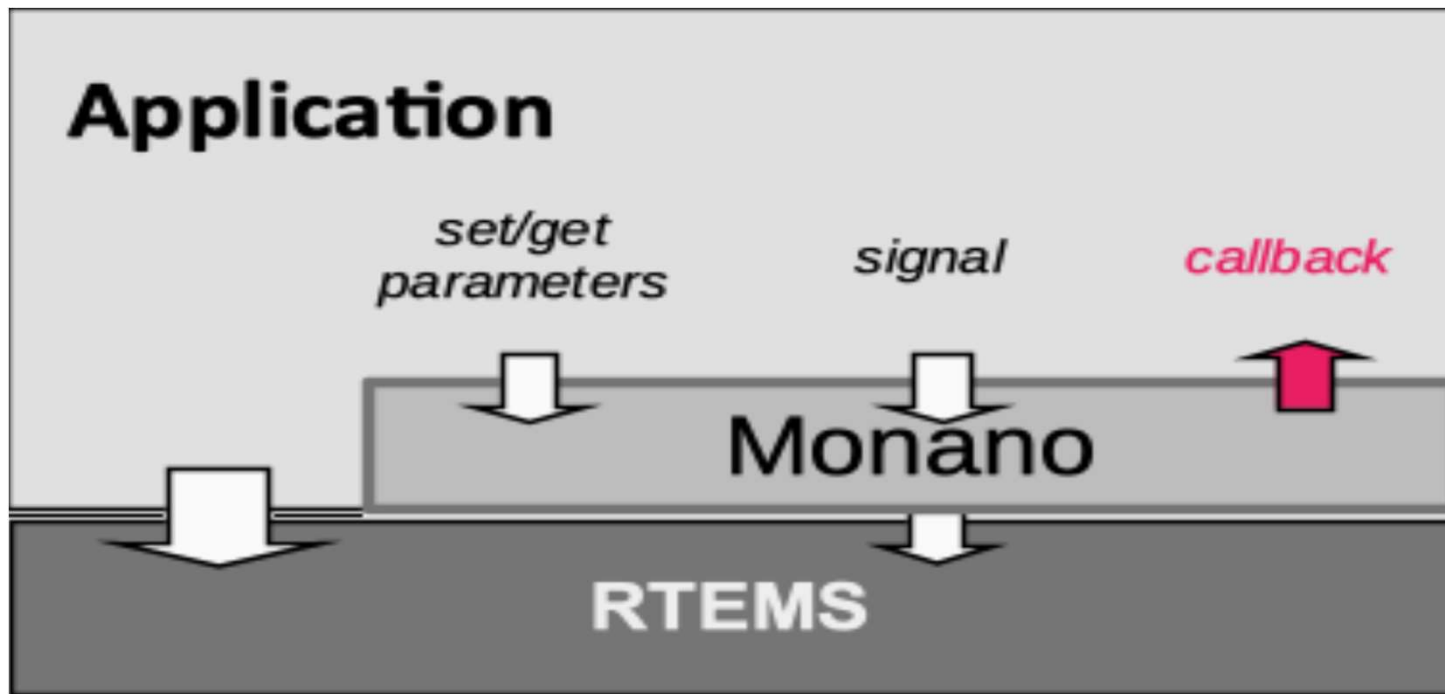 Application
set/get
parameters
signal
callback
Monano
RTEMS